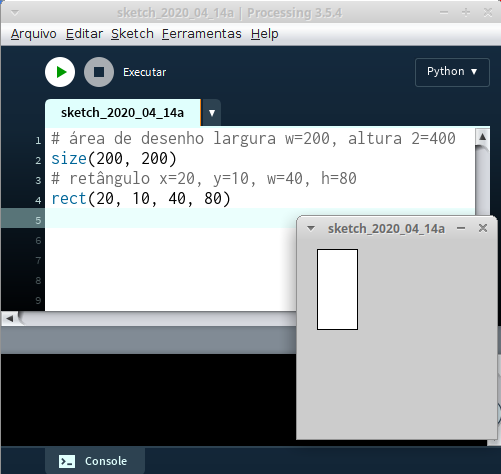 sketch_2020_04_14a | Processing 3.5.4
Arquivo Editar Sketch Ferramentas Help
Executar
Python ▼
sketch_2020_04_14a ▼
1 # área de desenho largura w=200, altura 2=400
2 size(200, 200)
3 # retângulo x=20, y=10, w=40, h=80
4 rect(20, 10, 40, 80)
5
6
7
8
9
sketch_2020_04_14a
Console